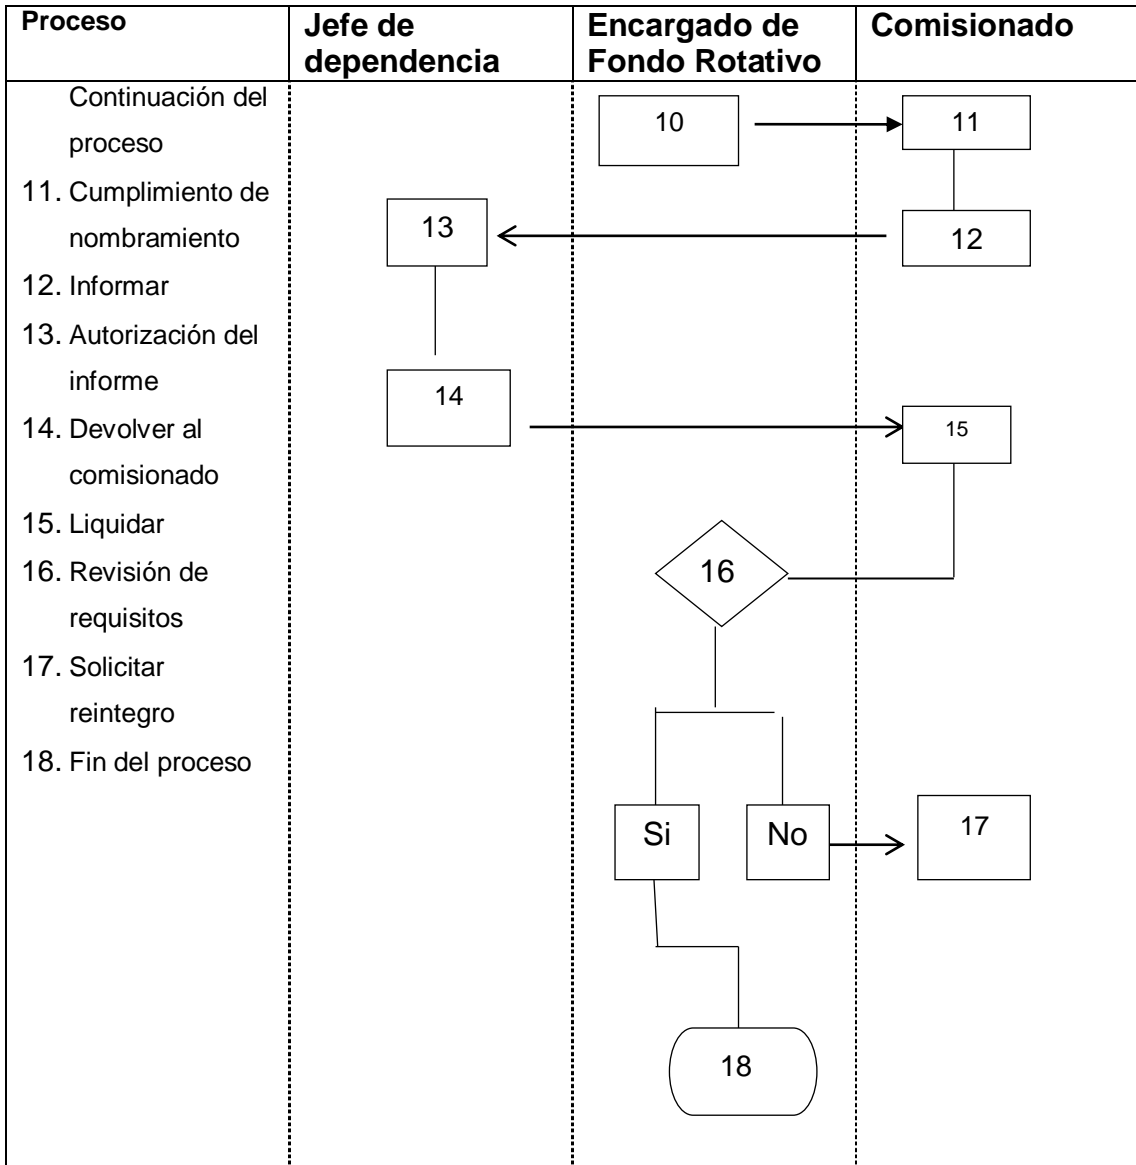 Proceso
Jefe de
dependencia
Encargado de
Fondo Rotativo
Comisionado
Continuación del
proceso
11. Cumplimiento de
nombramiento
12. Informar
13. Autorización del
informe
14. Devolver al
comisionado
15. Liquidar
16. Revisión de
requisitos
17. Solicitar
reintegro
18. Fin del proceso
10
11
13
12
14
15
16
Si
No
17
18